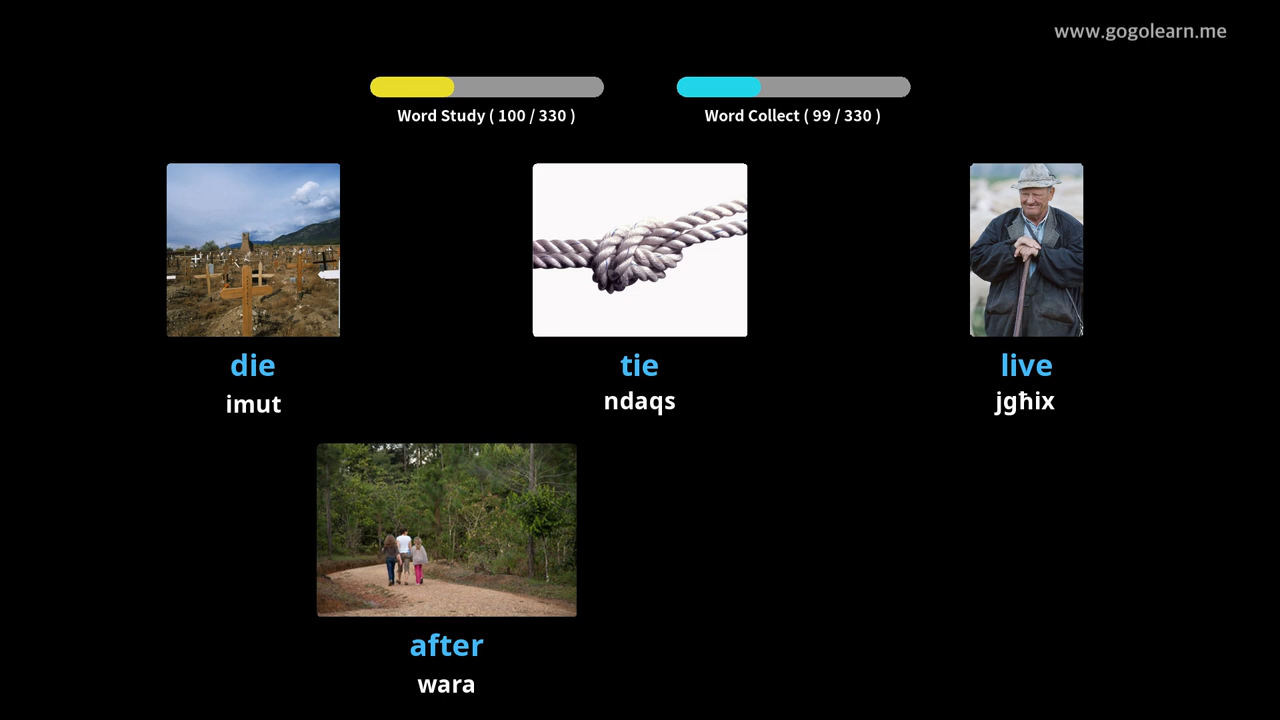 www.gogolearn.me
Word Study ( 100 / 330 )
Word Collect ( 99 / 330 )
die
imut
tie
ndaqs
live
jgħix
after
wara